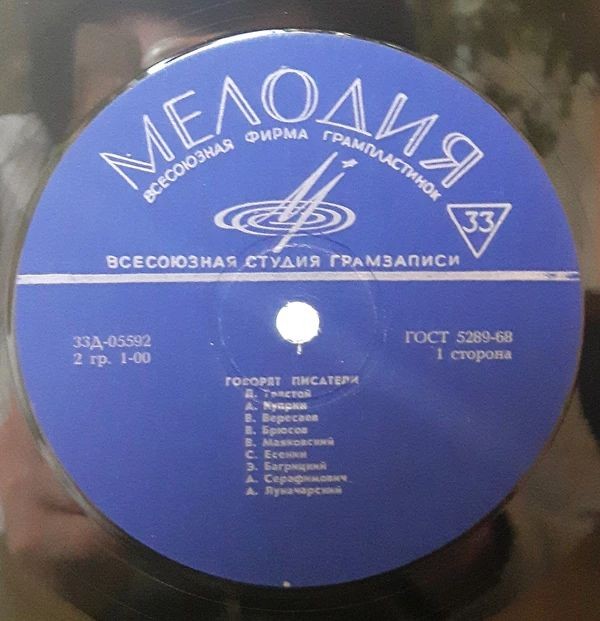 МЕЛОДИЯ
ВСЕСОЮЗНАЯ ФИРМА ГРАМПЛАСТИНОК
33
ВСЕСОЮЗНАЯ СТУДИЯ ГРАМЗАПИСИ
33Д-05592
2 гр. 1-00
ГОСТ 5289-68
1 сторона
ГОВОРЯТ ПИСАТЕЛИ
Л. Толстой
А. Куприн
В. Вересаев
В. Брюсов
В. Маяковский
С. Есенин
Э. Багрицкий
А. Серафимович
А. Луначарский